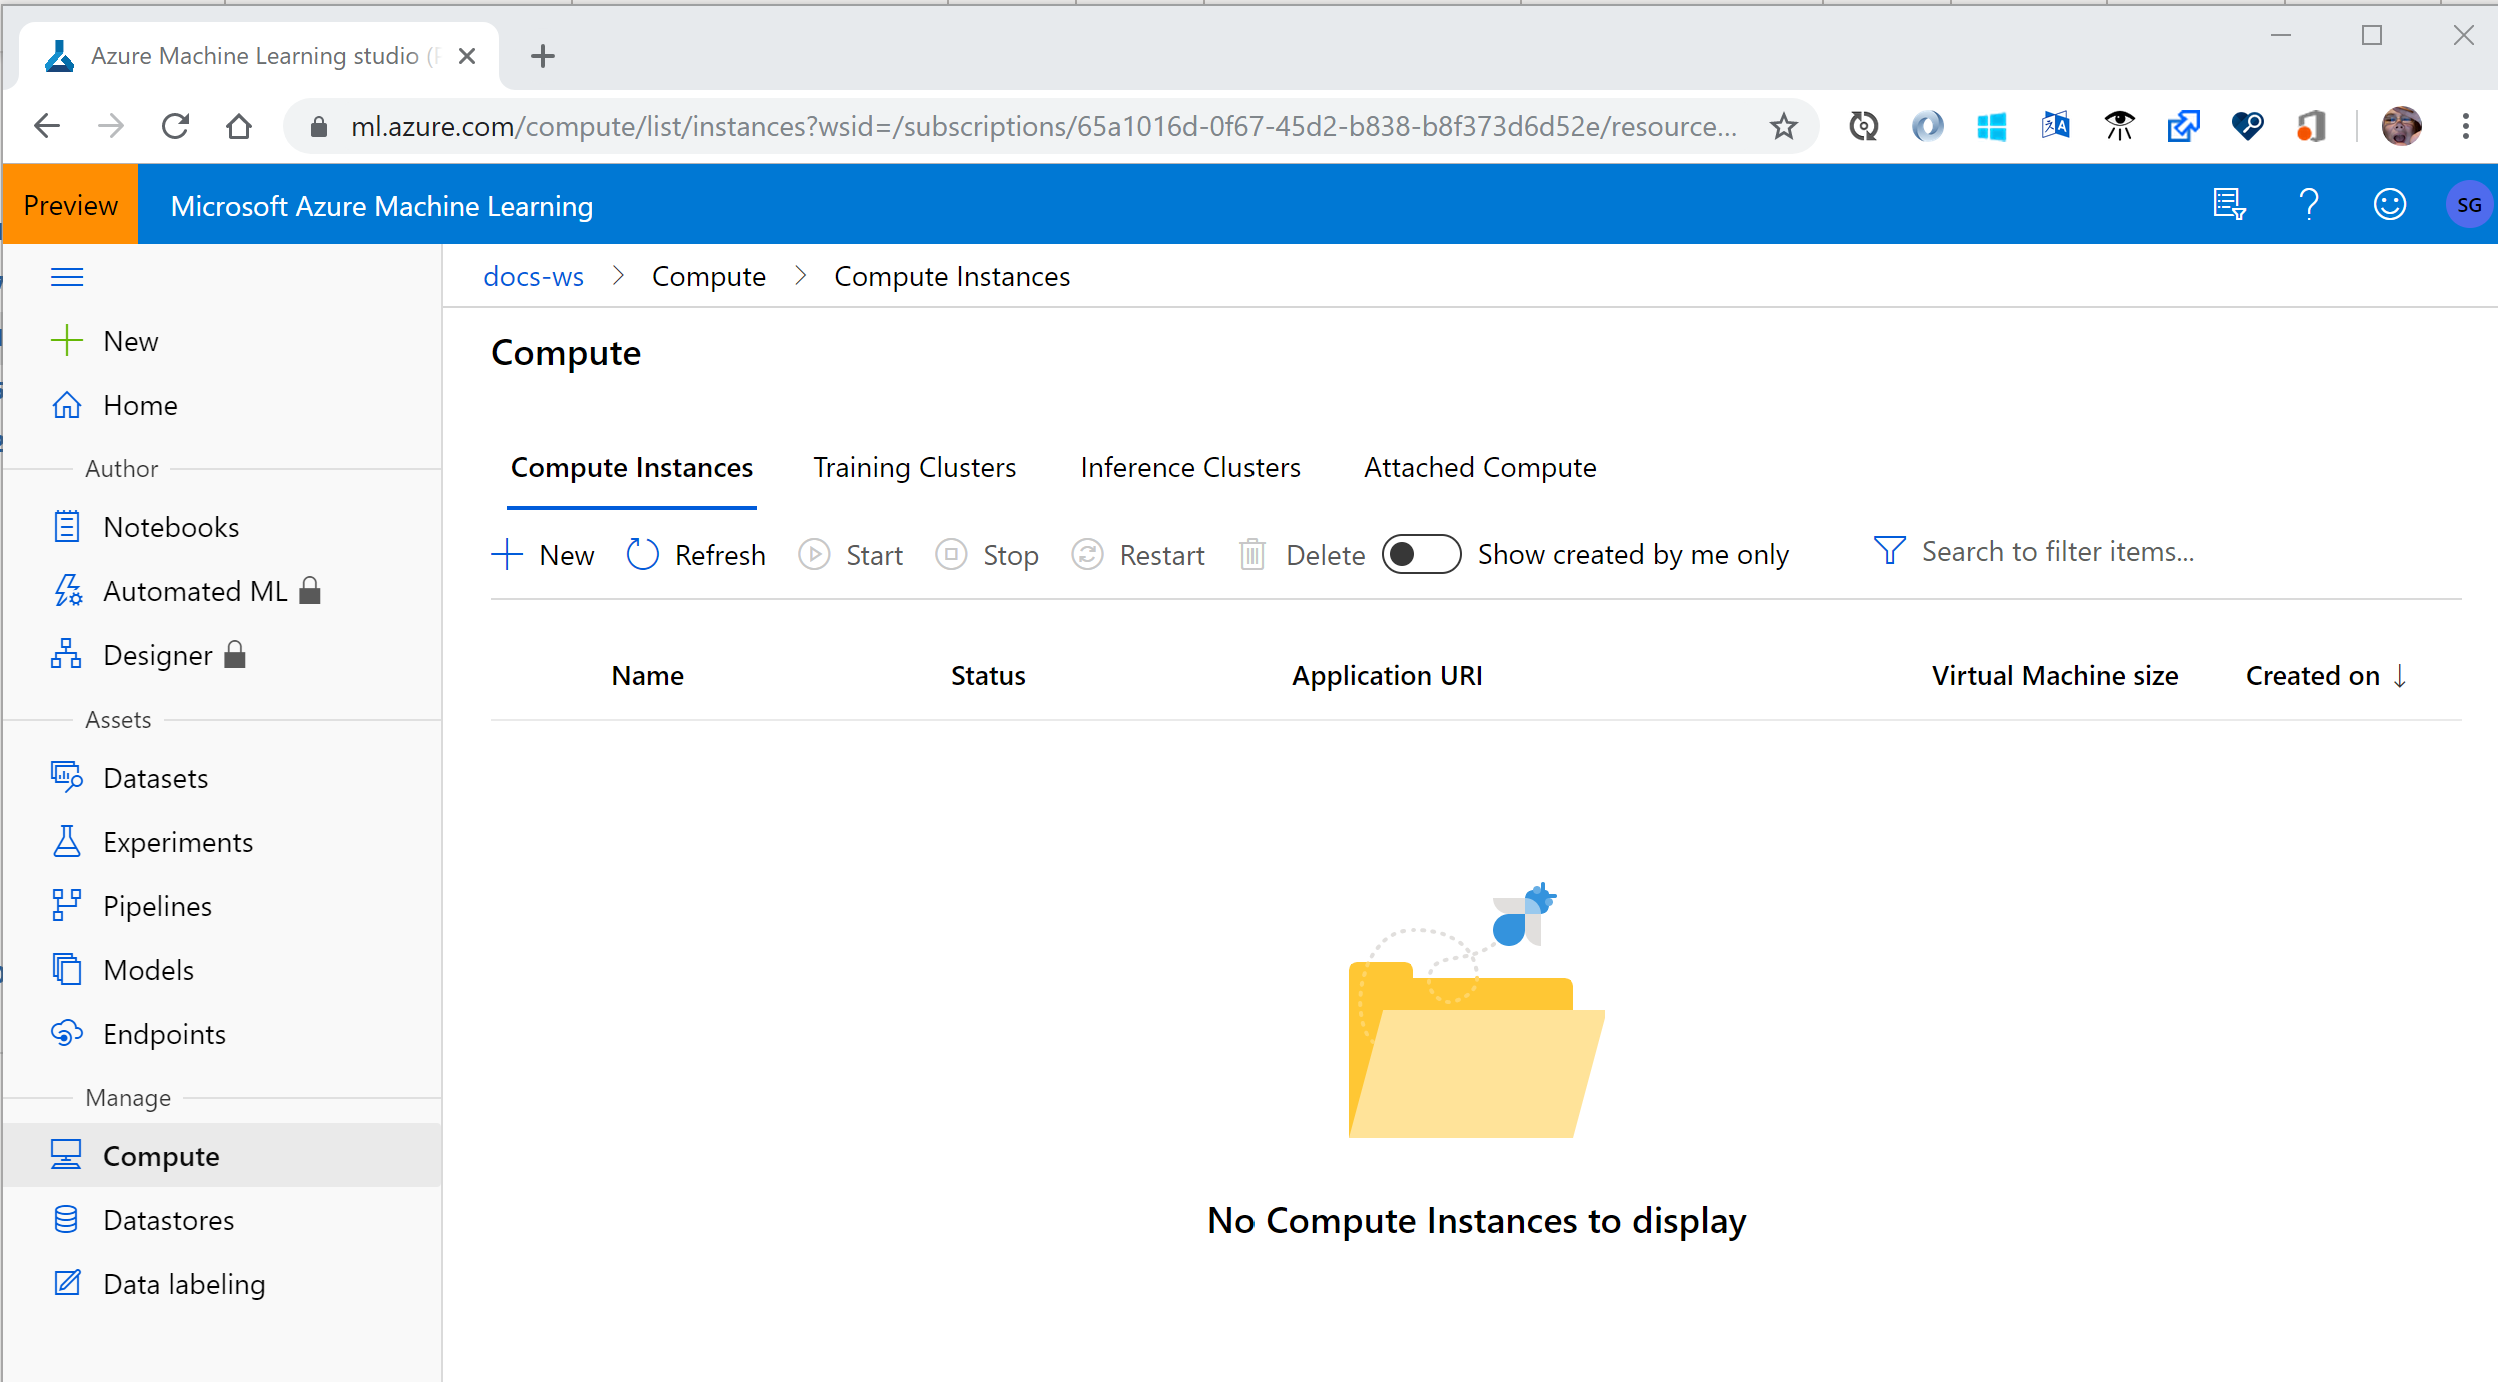 Azure Machine Learning studio (
ml.azure.com/compute/list/instances?wsid=/subscriptions/65a1016d-0f67-45d2-b838-b8f373d6d52e/resource...
Preview
Microsoft Azure Machine Learning
SG
docs-ws > Compute > Compute Instances
New
Home
Author
Notebooks
Automated ML
Designer
Assets
Datasets
Experiments
Pipelines
Models
Endpoints
Manage
Compute
Datastores
Data labeling
Compute
Compute Instances Training Clusters Inference Clusters Attached Compute
New Refresh Start Stop Restart Delete Show created by me only Search to filter items...
Name Status Application URI Virtual Machine size Created on ↓
No Compute Instances to display